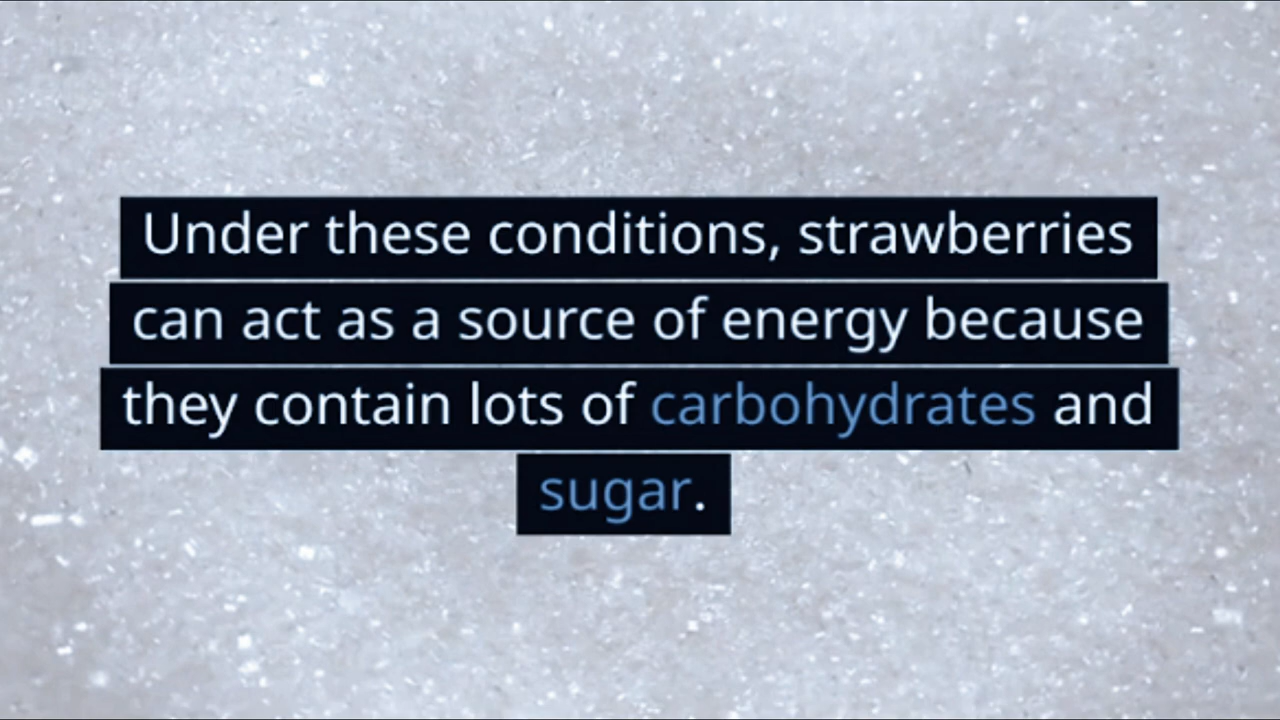 Under these conditions, strawberries
can act as a source of energy because
they contain lots of carbohydrates and
sugar.